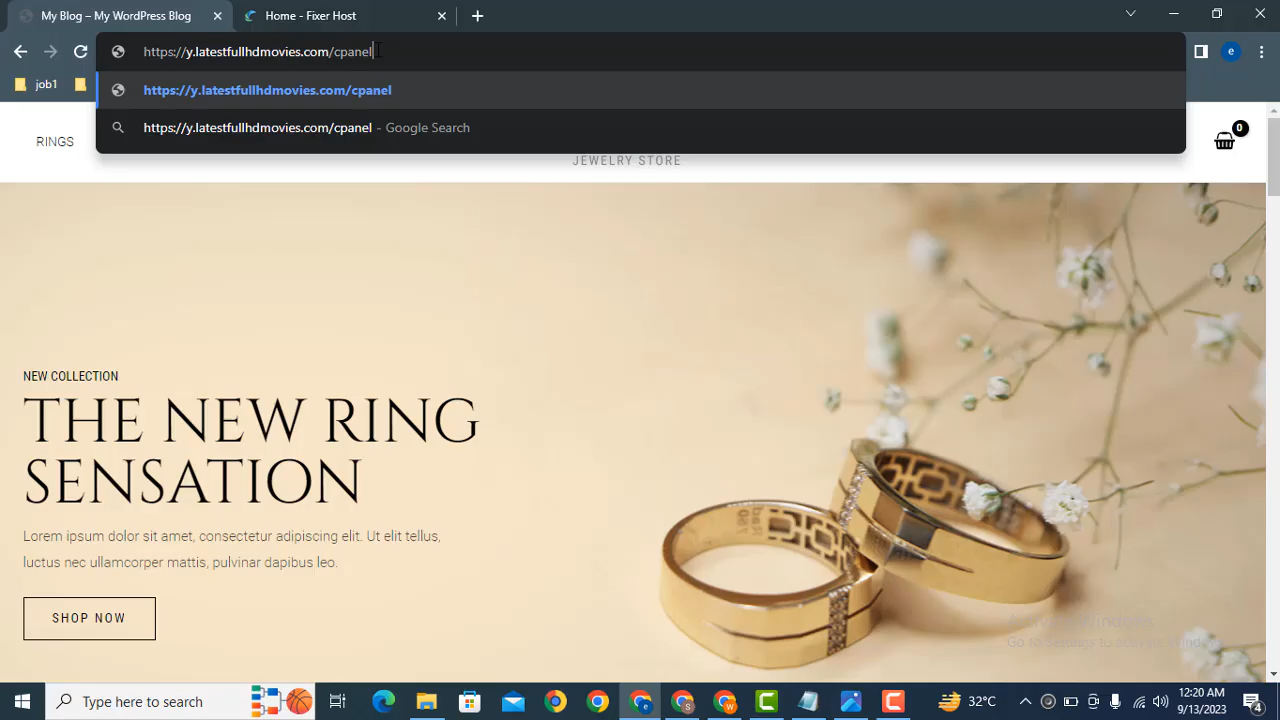 My Blog – My WordPress Blog
Home - Fixer Host
https://y.latestfullhdmovies.com/cpanel
e
job1
https://y.latestfullhdmovies.com/cpanel
https://y.latestfullhdmovies.com/cpanel - Google Search
RINGS
0
JEWELRY STORE
NEW COLLECTION
THE NEW RING
SENSATION
Lorem ipsum dolor sit amet, consectetur adipiscing elit. Ut elit tellus,
luctus nec ullamcorper mattis, pulvinar dapibus leo.
SHOP NOW
Activate Windows
Go to Settings to activate Windows.
Type here to search
32°C
12:20 AM
9/13/2023
4